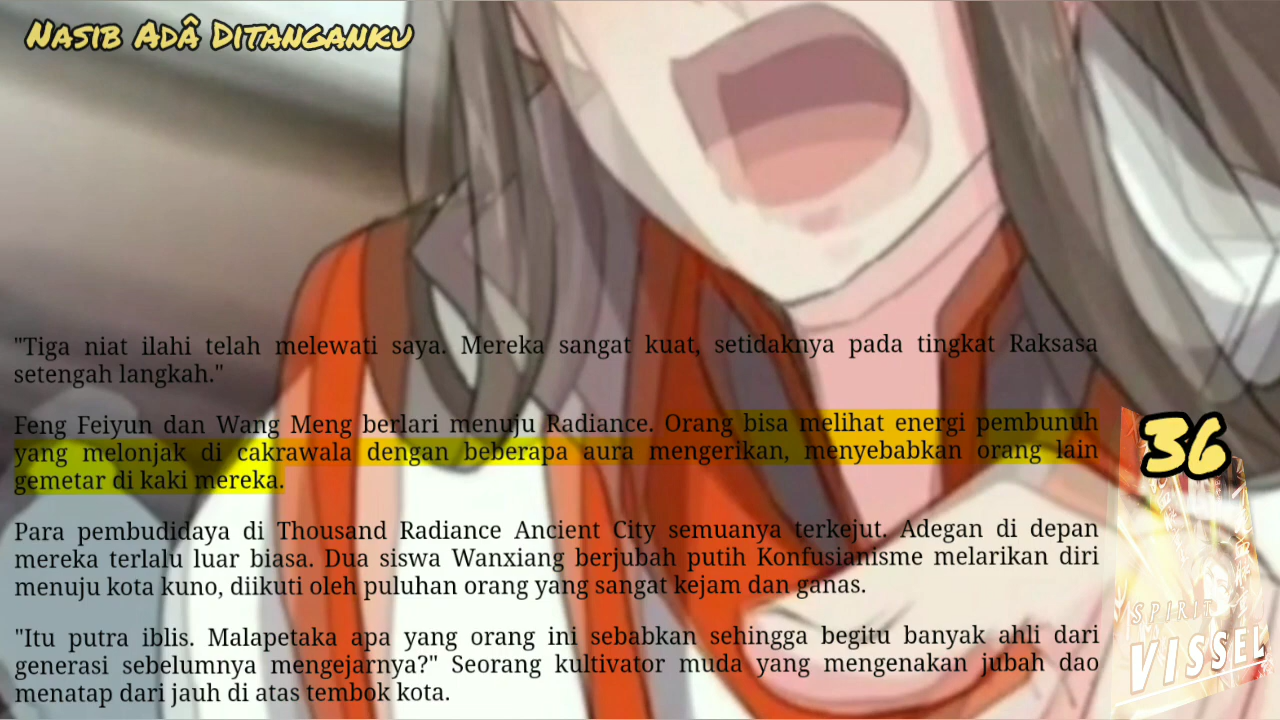 Nasib Adâ Ditanganku
"Tiga niat ilahi telah melewati saya. Mereka sangat kuat, setidaknya pada tingkat Raksasa
setengah langkah."
Feng Feiyun dan Wang Meng berlari menuju Radiance. Orang bisa melihat energi pembunuh
yang melonjak di cakrawala dengan beberapa aura mengerikan, menyebabkan orang lain
gemetar di kaki mereka.
Para pembudidaya di Thousand Radiance Ancient City semuanya terkejut. Adegan di depan
mereka terlalu luar biasa. Dua siswa Wanxiang berjubah putih Konfusianisme melarikan diri
menuju kota kuno, diikuti oleh puluhan orang yang sangat kejam dan ganas.
"Itu putra iblis. Malapetaka apa yang orang ini sebabkan sehingga begitu banyak ahli dari
generasi sebelumnya mengejarnya?" Seorang kultivator muda yang mengenakan jubah dao
menatap dari jauh di atas tembok kota.
36
SPIRIT
VISSEL